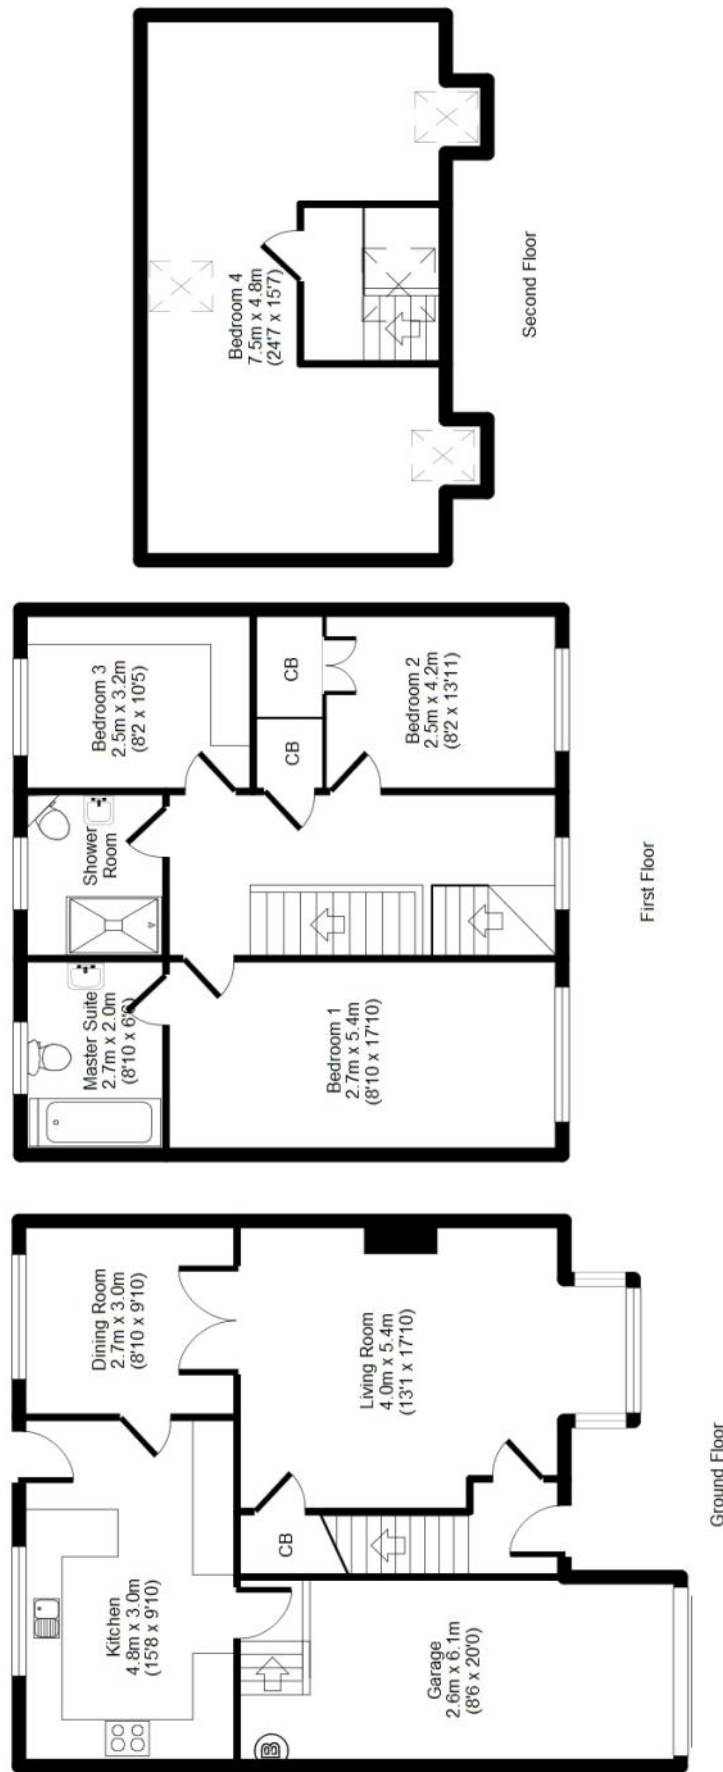 Kitchen
4.8m x 3.0m
(15'8 x 9'10)
Dining Room
2.7m x 3.0m
(8'10 x 9'10)
CB
Living Room
4.0m x 5.4m
(13'1 x 17'10)
B
Garage
2.6m x 6.1m
(8'6 x 20'0)
Ground Floor
Master Suite
2.7m x 2.0m
(8'10 x 6'6)
Shower
Room
Bedroom 3
2.5m x 3.2m
(8'2 x 10'5)
CB
CB
Bedroom 1
2.7m x 5.4m
(8'10 x 17'10)
Bedroom 2
2.5m x 4.2m
(8'2 x 13'11)
First Floor
Bedroom 4
7.5m x 4.8m
(24'7 x 15'7)
Second Floor